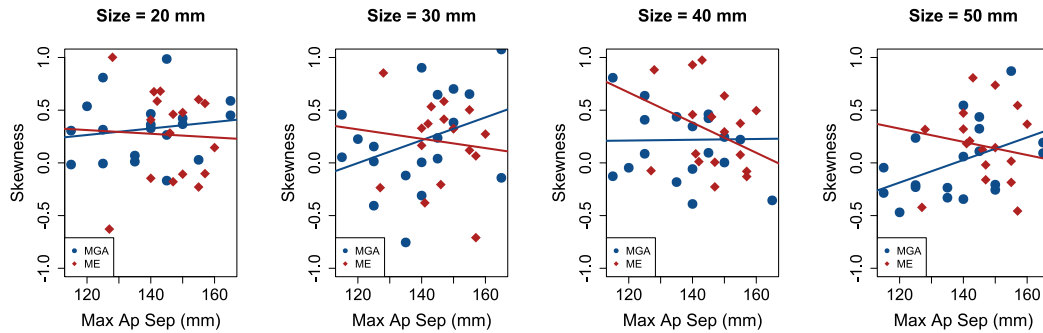 Size = 20 mm
Skewness
1.0
0.5
0.0
-0.5
-1.0
MGA
ME
120 140 160
Max Ap Sep (mm)
Size = 30 mm
Skewness
1.0
0.5
0.0
-0.5
-1.0
MGA
ME
120 140 160
Max Ap Sep (mm)
Size = 40 mm
Skewness
1.0
0.5
0.0
-0.5
-1.0
MGA
ME
120 140 160
Max Ap Sep (mm)
Size = 50 mm
Skewness
1.0
0.5
0.0
-0.5
-1.0
MGA
ME
120 140 160
Max Ap Sep (mm)